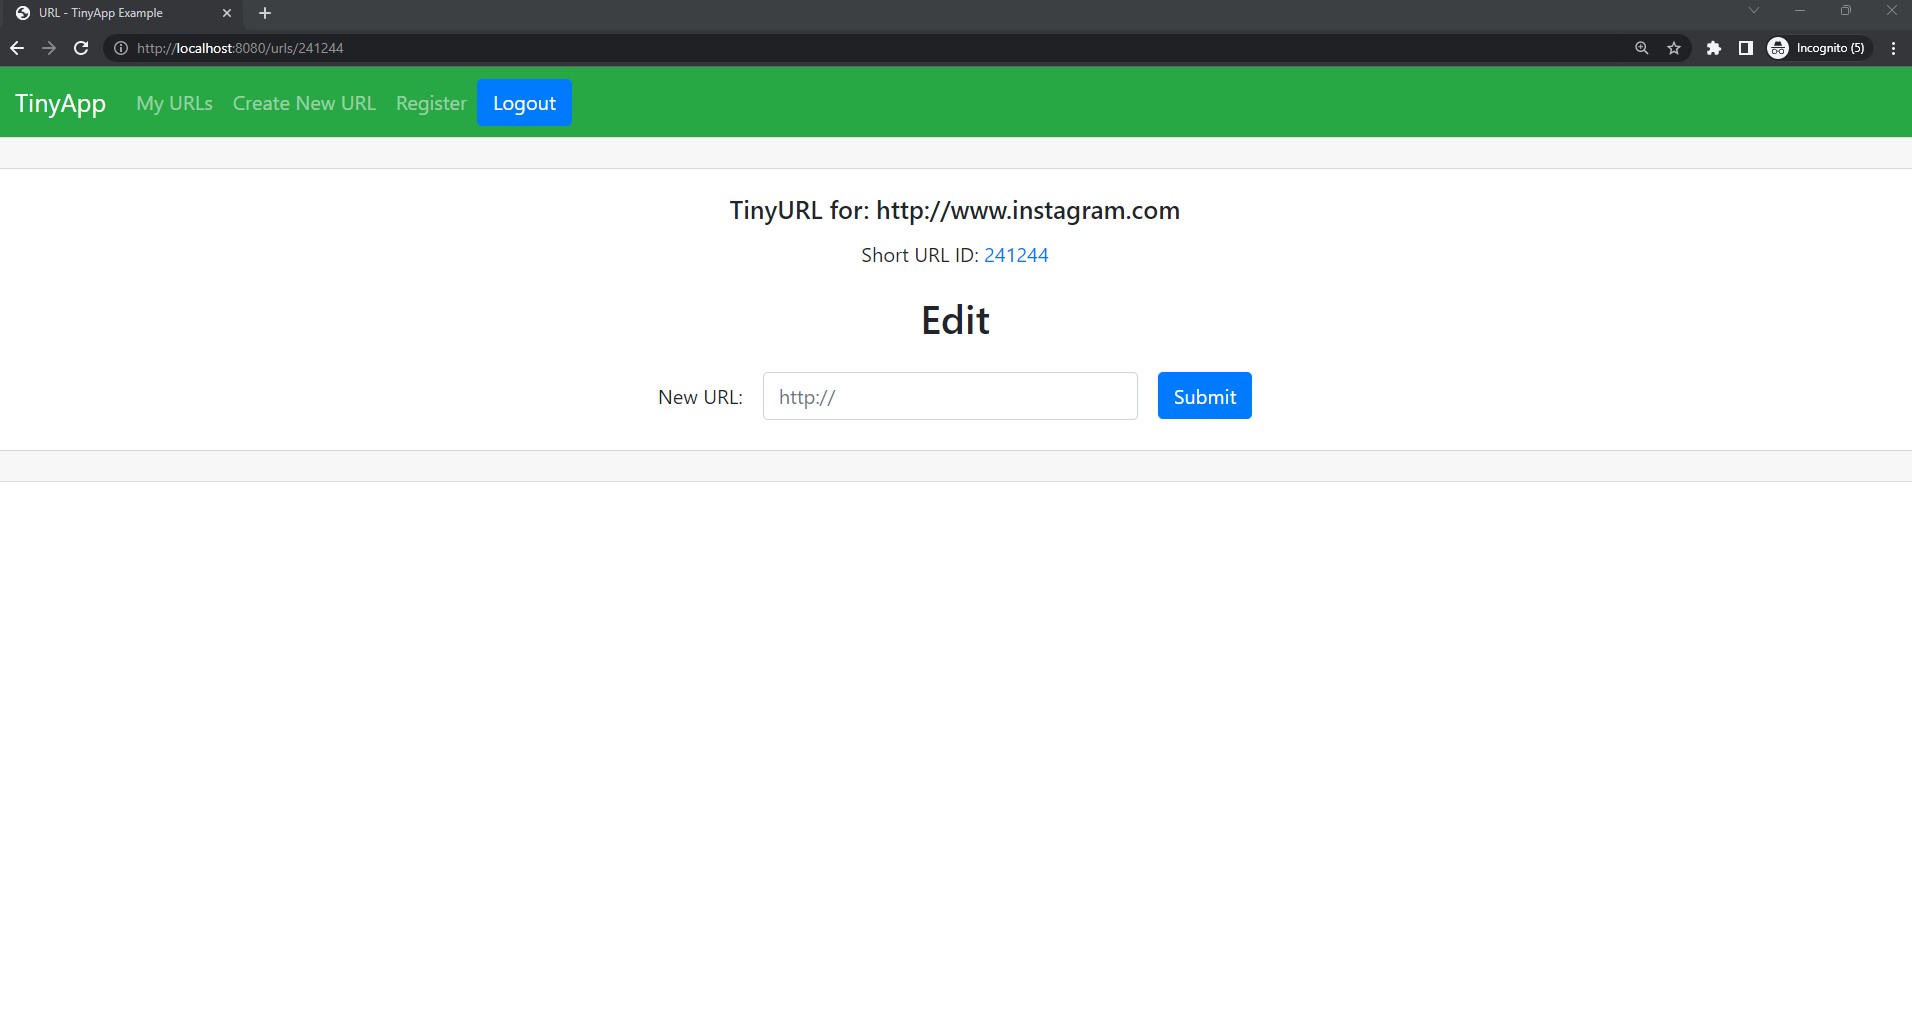 URL - TinyApp Example
http://localhost:8080/urls/241244
Incognito (5)
TinyApp My URLs Create New URL Register Logout
TinyURL for: http://www.instagram.com
Short URL ID: 241244
Edit
New URL: http:// Submit